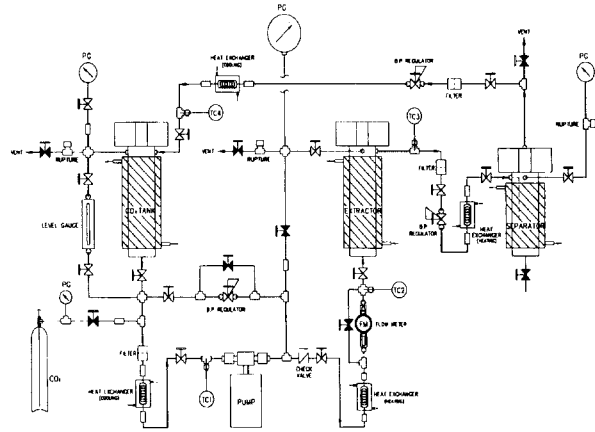 PG
PG
PG
VENT
HEAT EXCHANGER
(COOLING)
B.P REGULATOR
FILTER
TC4
TC3
VENT
RUPTURE
VENT
RUPTURE
RUPTURE
FILTER
CO₂ TANK
EXTRACTOR
SEPARATOR
LEVEL GAUGE
B.P
REGULATOR
HEAT
EXCHANGER
(HEATING)
PG
B.P REGULATOR
TC2
FM
FLOW METER
FILTER
CO₂
HEAT EXCHANGER
(COOLING)
TC1
PUMP
CHECK
VALVE
HEAT EXCHANGER
(HEARING)